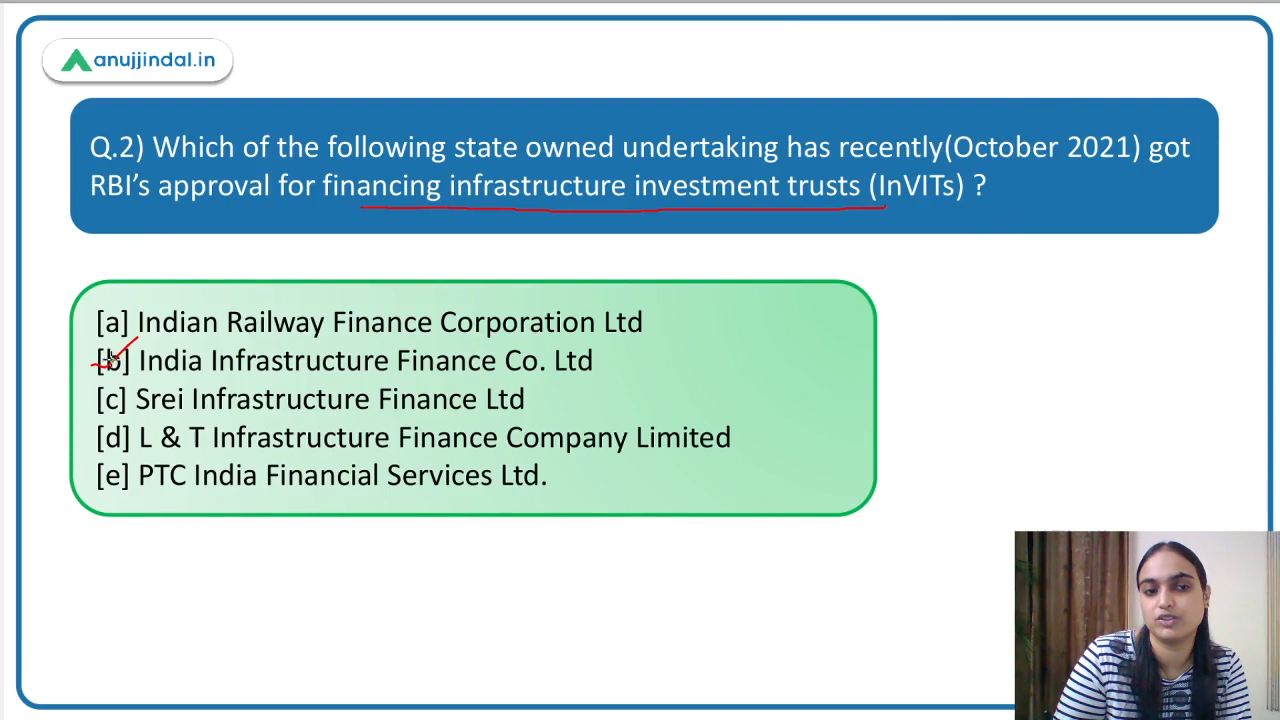 anujjindal.in
Q.2) Which of the following state owned undertaking has recently(October 2021) got
RBI’s approval for financing infrastructure investment trusts (InVITs) ?
[a] Indian Railway Finance Corporation Ltd
[b] India Infrastructure Finance Co. Ltd
[c] Srei Infrastructure Finance Ltd
[d] L & T Infrastructure Finance Company Limited
[e] PTC India Financial Services Ltd.